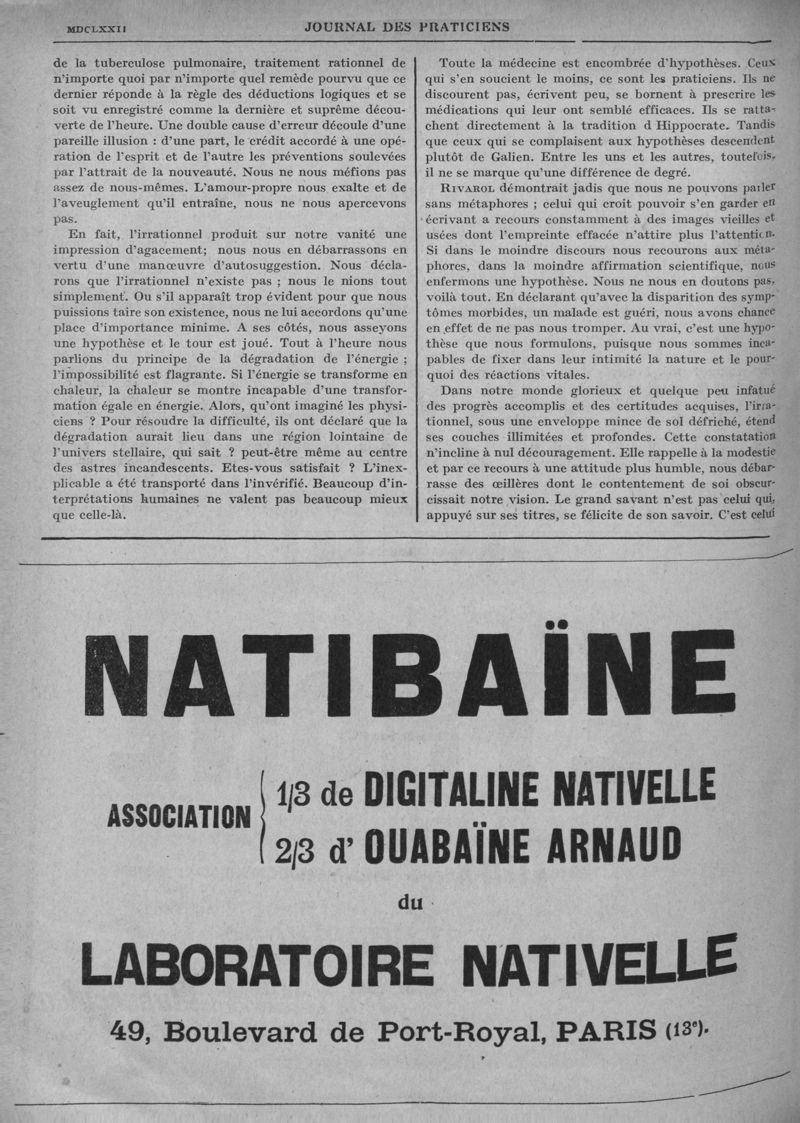 MDCLXXII
JOURNAL DES PRATICIENS
de la tuberculose pulmonaire, traitement rationnel de
n'importe quoi par n'importe quel remède pourvu que ce
dernier réponde à la règle des déductions logiques et se
soit vu enregistré comme la dernière et suprême décou-
verte de l'heure. Une double cause d'erreur découle d'une
pareille illusion : d'une part, le crédit accordé à une opé-
ration de l'esprit et de l'autre les préventions soulevées
par l'attrait de la nouveauté. Nous ne nous méfions pas
assez de nous-mêmes. L'amour-propre nous exalte et de
l'aveuglement qu'il entraîne, nous ne nous apercevons
pas.
En fait, l'irrationnel produit sur notre vanité une
impression d'agacement; nous nous en débarrassons en
vertu d'une manœuvre d'autosuggestion. Nous décla-
rons que l'irrationnel n'existe pas ; nous le nions tout
simplement. Ou s'il apparaît trop évident pour que nous
puissions taire son existence, nous ne lui accordons qu'une
place d'importance minime. A ses côtés, nous asseyons
une hypothèse et le tour est joué. Tout à l'heure nous
parlions du principe de la dégradation de l'énergie ;
l'impossibilité est flagrante. Si l'énergie se transforme en
chaleur, la chaleur se montre incapable d'une transfor-
mation égale en énergie. Alors, qu'ont imaginé les physi-
ciens ? Pour résoudre la difficulté, ils ont déclaré que la
dégradation aurait lieu dans une région lointaine de
l'univers stellaire, qui sait ? peut-être même au centre
des astres incandescents. Etes-vous satisfait ? L'inex-
plicable a été transporté dans l'invérifié. Beaucoup d'in-
terprétations humaines ne valent pas beaucoup mieux
que celle-là.
Toute la médecine est encombrée d'hypothèses. Ceux
qui s'en soucient le moins, ce sont les praticiens. Ils ne
discourent pas, écrivent peu, se bornent à prescrire les
médications qui leur ont semblé efficaces. Ils se ratta-
chent directement à la tradition d Hippocrate. Tandis
que ceux qui se complaisent aux hypothèses descendent
plutôt de Galien. Entre les uns et les autres, toutefois,
il ne se marque qu'une différence de degré.
RIVAROL démontrait jadis que nous ne pouvons parler
sans métaphores ; celui qui croit pouvoir s'en garder en
écrivant a recours constamment à des images vieilles et
usées dont l'empreinte effacée n'attire plus l'attention.
Si dans le moindre discours nous recourons aux méta-
phores, dans la moindre affirmation scientifique, nous
enfermons une hypothèse. Nous ne nous en doutons pas,
voilà tout. En déclarant qu'avec la disparition des symp-
tômes morbides, un malade est guéri, nous avons chance
en effet de ne pas nous tromper. Au vrai, c'est une hypo-
thèse que nous formulons, puisque nous sommes inca-
pables de fixer dans leur intimité la nature et le pour-
quoi des réactions vitales.
Dans notre monde glorieux et quelque peu infatué
des progrès accomplis et des certitudes acquises, l'irra-
tionnel, sous une enveloppe mince de sol défriché, étend
ses couches illimitées et profondes. Cette constatation
n'incline à nul découragement. Elle rappelle à la modestie
et par ce recours à une attitude plus humble, nous débar-
rasse des œillères dont le contentement de soi obscur-
cissait notre vision. Le grand savant n'est pas celui qui,
appuyé sur ses titres, se félicite de son savoir. C'est celui
NATIBAÏNE
ASSOCIATION
1/3 de DIGITALINE NATIVELLE
2/3 d' OUABAÏNE ARNAUD
du
LABORATOIRE NATIVELLE
49, Boulevard de Port-Royal, PARIS (13e).